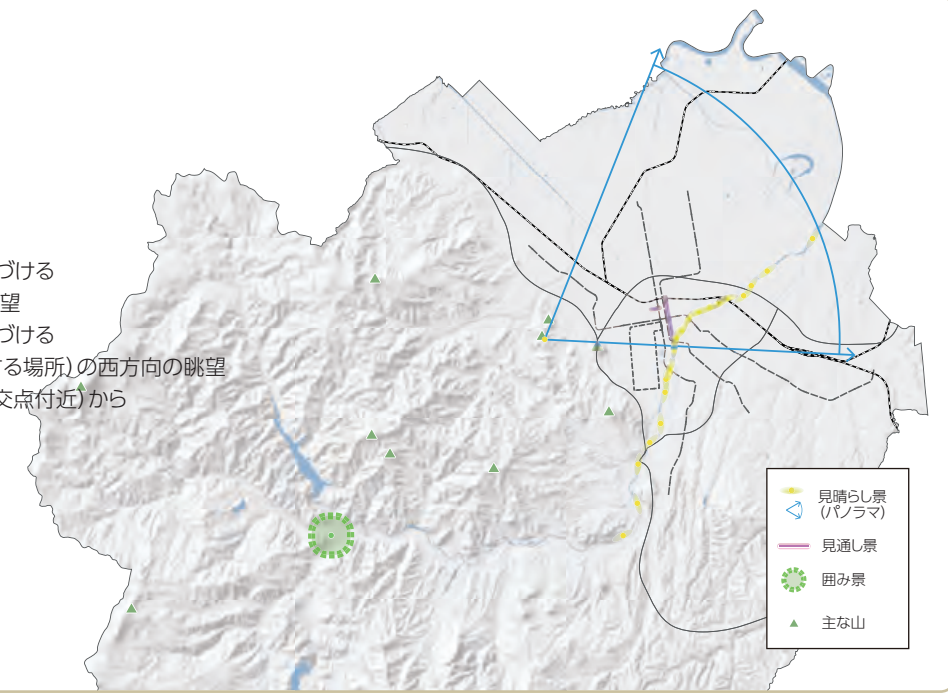 づける
望
づける
する場所)の西方向の眺望
交点付近)から
見晴らし景
(パノラマ)
見通し景
囲み景
主な山